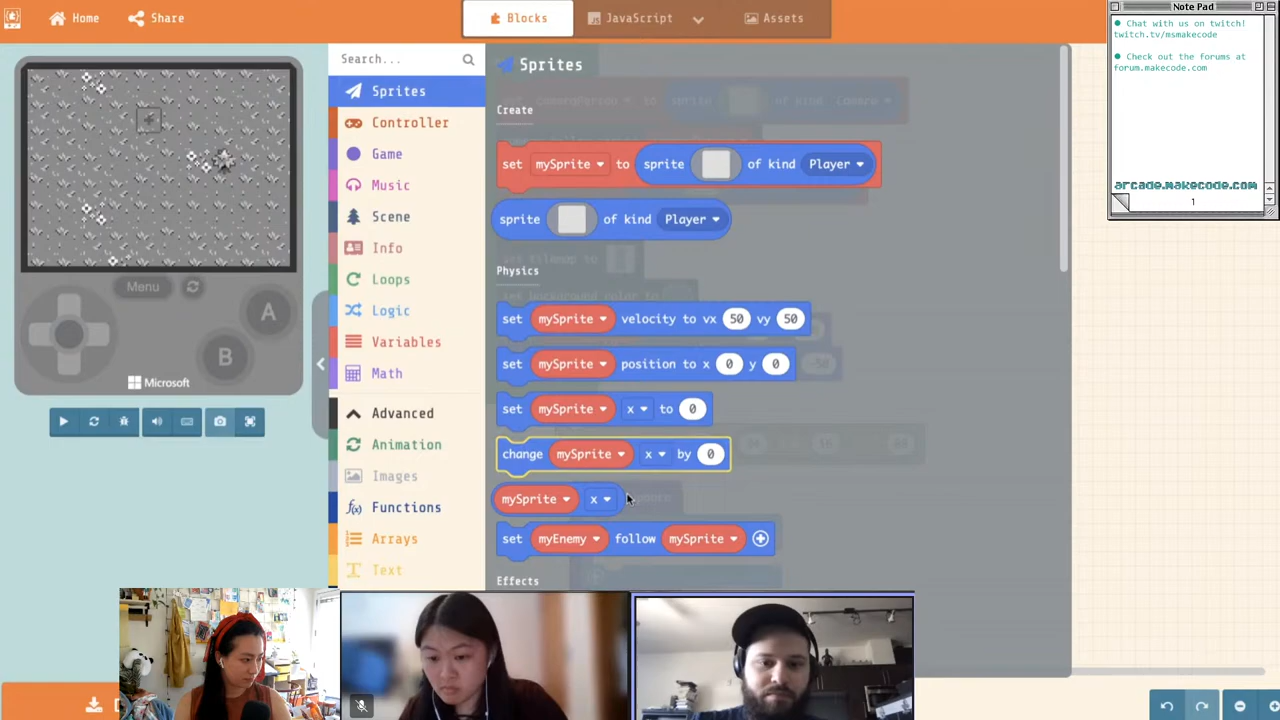 Home
Share
Blocks
JavaScript
Assets
Note Pad
Chat with us on twitch!
twitch.tv/msmakecode
Check out the forums at
forum.makecode.com
arcade.makecode.com
1
Menu
A
B
Microsoft
Search...
Sprites
Controller
Game
Music
Scene
Info
Loops
Logic
Variables
Math
Advanced
Animation
Images
Functions
Arrays
Text
Sprites
Create
set mySprite to sprite of kind Player
sprite of kind Player
Physics
set mySprite velocity to vx 50 vy 50
set mySprite position to x 0 y 0
set mySprite x to 0
change mySprite x by 0
mySprite x
set myEnemy follow mySprite
Effects